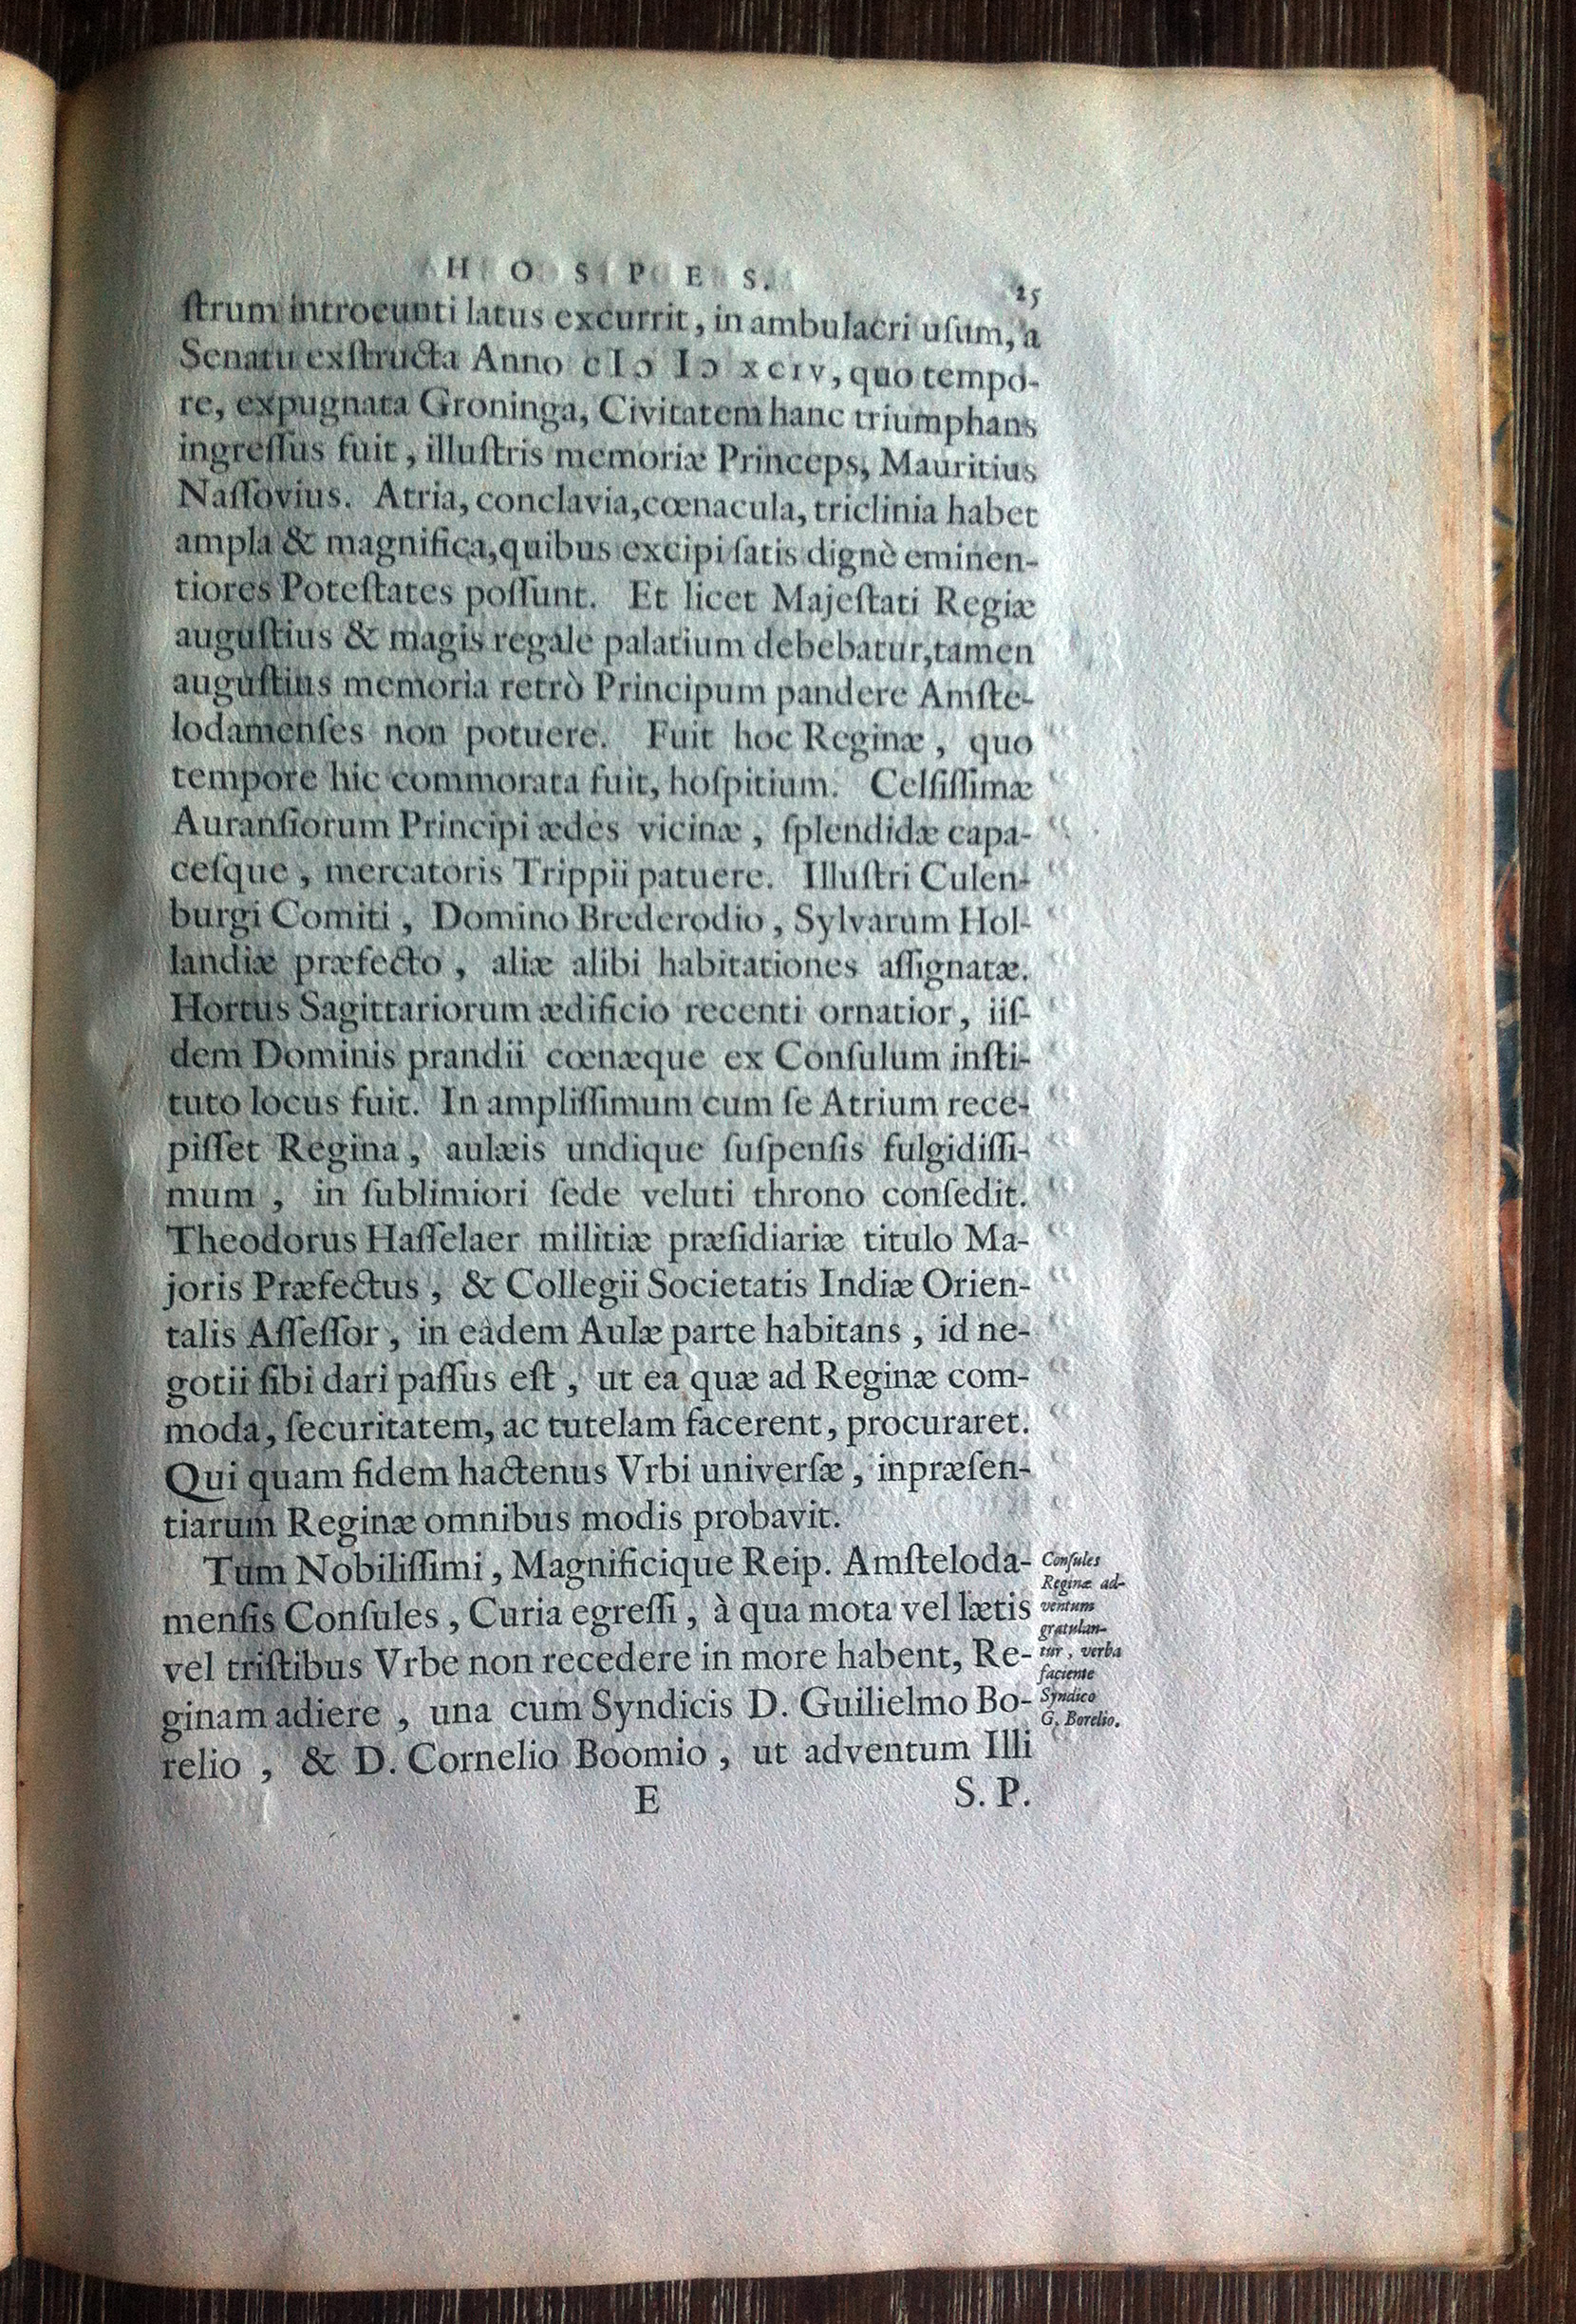 HOSPES.
25
ſtrum introeunti latus excurrit, in ambulacri uſum, a
Senatu exſtructa Anno cIↄ Iↄ xcıv, quo tempo-
re, expugnata Groninga, Civitatem hanc triumphans
ingreſſus fuit, illuſtris memoriæ Princeps, Mauritius
Naſſovius. Atria, conclavia, cœnacula, triclinia habet
ampla & magnifica, quibus excipi ſatis dignè eminen-
tiores Poteſtates poſſunt. Et licet Majeſtati Regiæ
auguſtius & magis regale palatium debebatur, tamen
auguſtius memoria retrò Principum pandere Amſte-
lodamenſes non potuere. Fuit hoc Reginæ, quo
tempore hic commorata fuit, hoſpitium. Celſiſſimæ
Auranſiorum Principi ædes vicinæ, ſplendidæ capa-
ceſque, mercatoris Trippii patuere. Illuſtri Culen-
burgi Comiti, Domino Brederodio, Sylvarum Hol-
landiæ præfecto, aliæ alibi habitationes aſſignatæ.
Hortus Sagittariorum ædificio recenti ornatior, iiſ-
dem Dominis prandii cœnæque ex Conſulum inſti-
tuto locus fuit. In ampliſſimum cum ſe Atrium rece-
piſſet Regina, aulæis undique ſuſpenſis fulgidiſſi-
mum, in ſublimiori ſede veluti throno conſedit.
Theodorus Haſſelaer militiæ præſidiariæ titulo Ma-
joris Præfectus, & Collegii Societatis Indiæ Orien-
talis Aſſeſſor, in eâdem Aulæ parte habitans, id ne-
gotii ſibi dari paſſus eſt, ut ea quæ ad Reginæ com-
moda, ſecuritatem, ac tutelam facerent, procuraret.
Qui quam fidem hactenus Vrbi univerſæ, inpræſen-
tiarum Reginæ omnibus modis probavit.
Tum Nobiliſſimi, Magnificique Reip. Amſteloda-
menſis Conſules, Curia egreſſi, à qua mota vel lætis
vel triſtibus Vrbe non recedere in more habent, Re-
ginam adiere, una cum Syndicis D. Guilielmo Bo-
relio, & D. Cornelio Boomio, ut adventum Illi
Conſules
Reginæ ad-
ventum
gratulan-
tur, verba
faciente
Syndico
G. Borelio.
E
S. P.